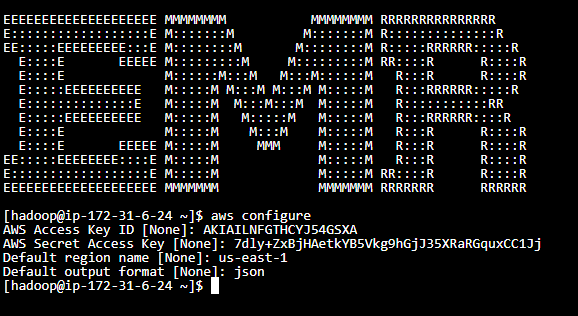 EEEEEEEEEEEEEEEEEEEE MMMMMMMM           MMMMMMMM RRRRRRRRRRRRRRR
E::::::::::::::::::E M:::::::M         M:::::::M R::::::::::::::R
EE:::::EEEEEEEEE:::E M::::::::M       M::::::::M R:::::RRRRRR:::::R
  E::::E       EEEEE M:::::::::M     M:::::::::M RR::::R      R::::R
  E::::E             M::::::M:::M   M:::M::::::M   R:::R      R::::R
  E:::::EEEEEEEEEE   M:::::M M:::M M:::M M:::::M   R:::RRRRRR:::::R
  E::::::::::::::E   M:::::M  M:::M:::M  M:::::M   R:::::::::::RR
  E:::::EEEEEEEEEE   M:::::M   M:::::M   M:::::M   R:::RRRRRR::::R
  E::::E             M:::::M    M:::M    M:::::M   R:::R      R::::R
  E::::E       EEEEE M:::::M     MMM     M:::::M   R:::R      R::::R
EE:::::EEEEEEEE::::E M:::::M             M:::::M   R:::R      R::::R
E::::::::::::::::::E M:::::M             M:::::M RR::::R      R::::R
EEEEEEEEEEEEEEEEEEEE MMMMMMM             MMMMMMM RRRRRRR      RRRRRR
[hadoop@ip-172-31-6-24 ~]$ aws configure
AWS Access Key ID [None]: AKIAILNFGTHCYJ54GSXA
AWS Secret Access Key [None]: 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
Default region name [None]: us-east-1
Default output format [None]: json
[hadoop@ip-172-31-6-24 ~]$